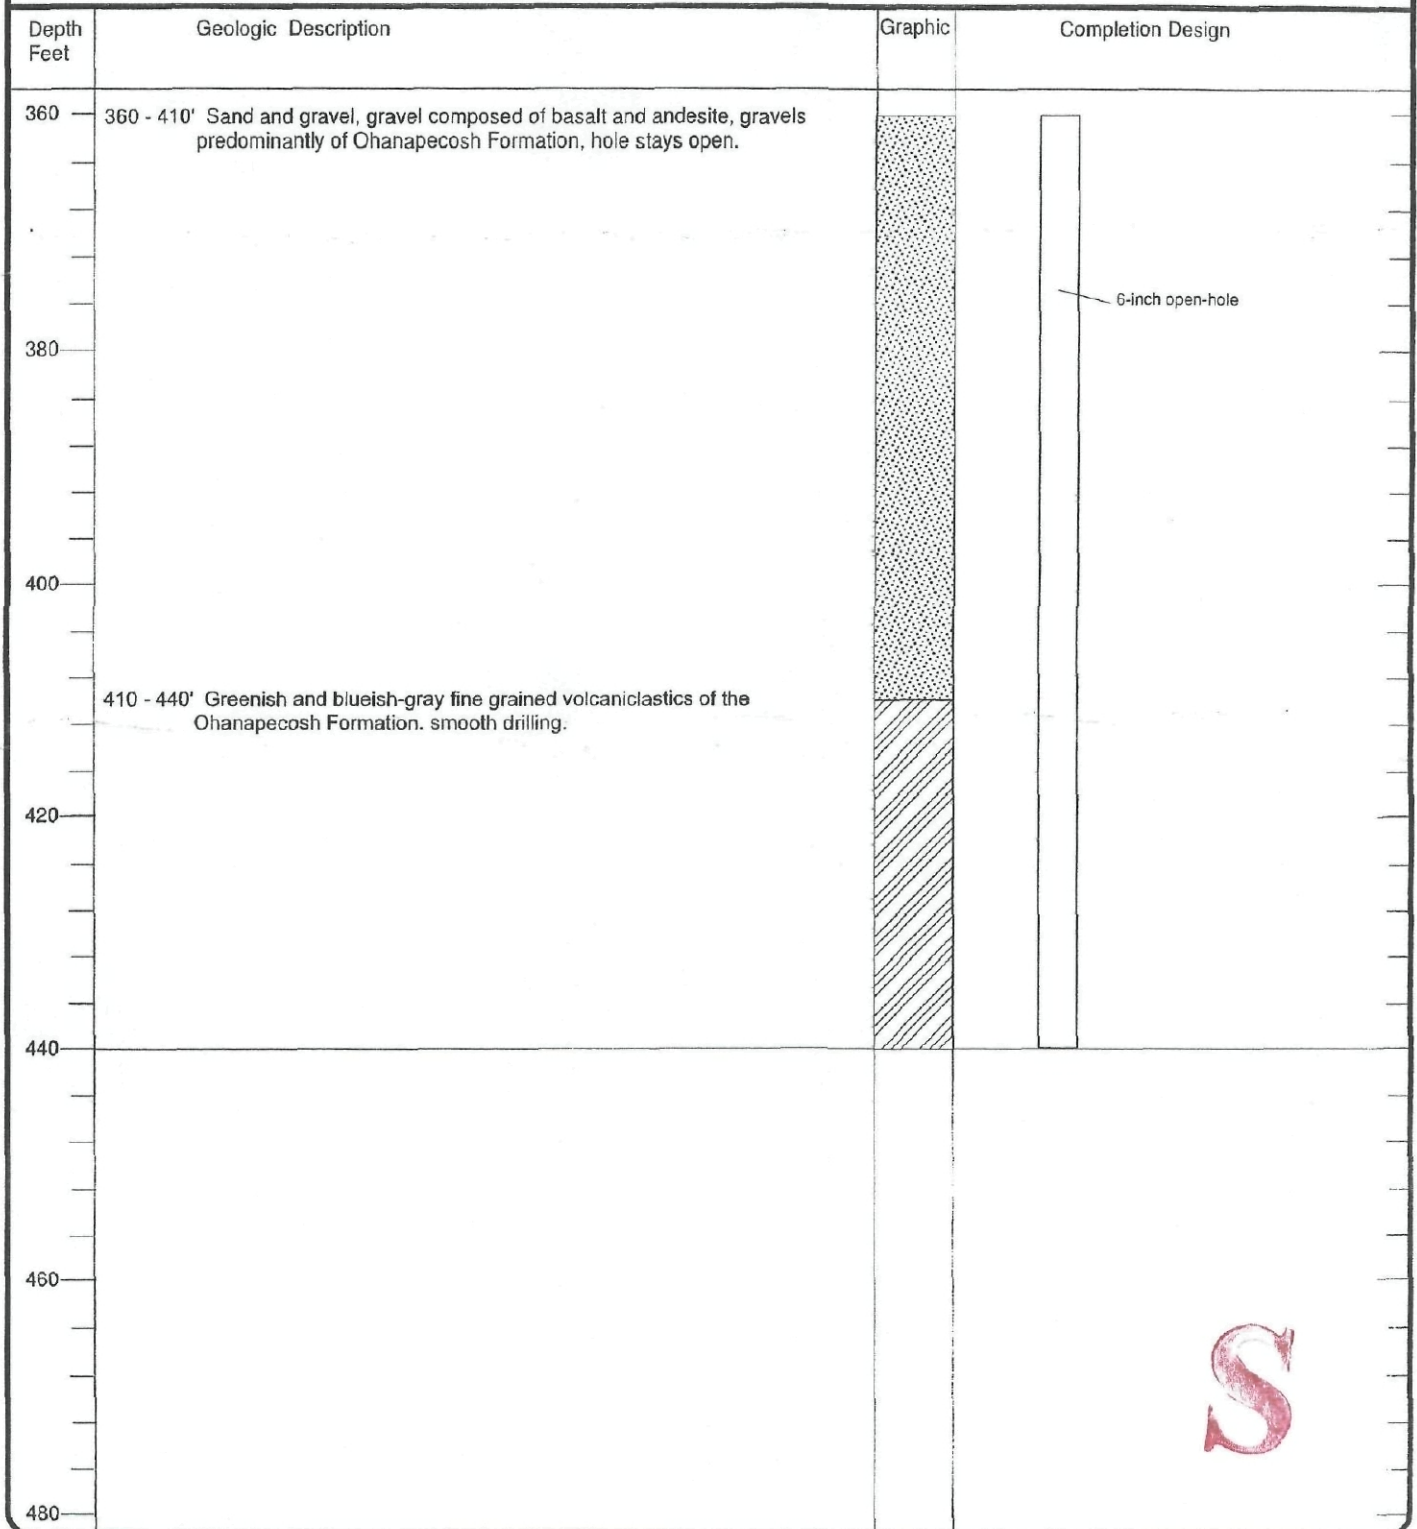 Depth
Feet
Geologic Description
Graphic
Completion Design
360
360 - 410' Sand and gravel, gravel composed of basalt and andesite, gravels
predominantly of Ohanapecosh Formation, hole stays open.
6-inch open-hole
380
400
410 - 440' Greenish and blueish-gray fine grained volcaniclastics of the
Ohanapecosh Formation. smooth drilling.
420
440
460
S
480